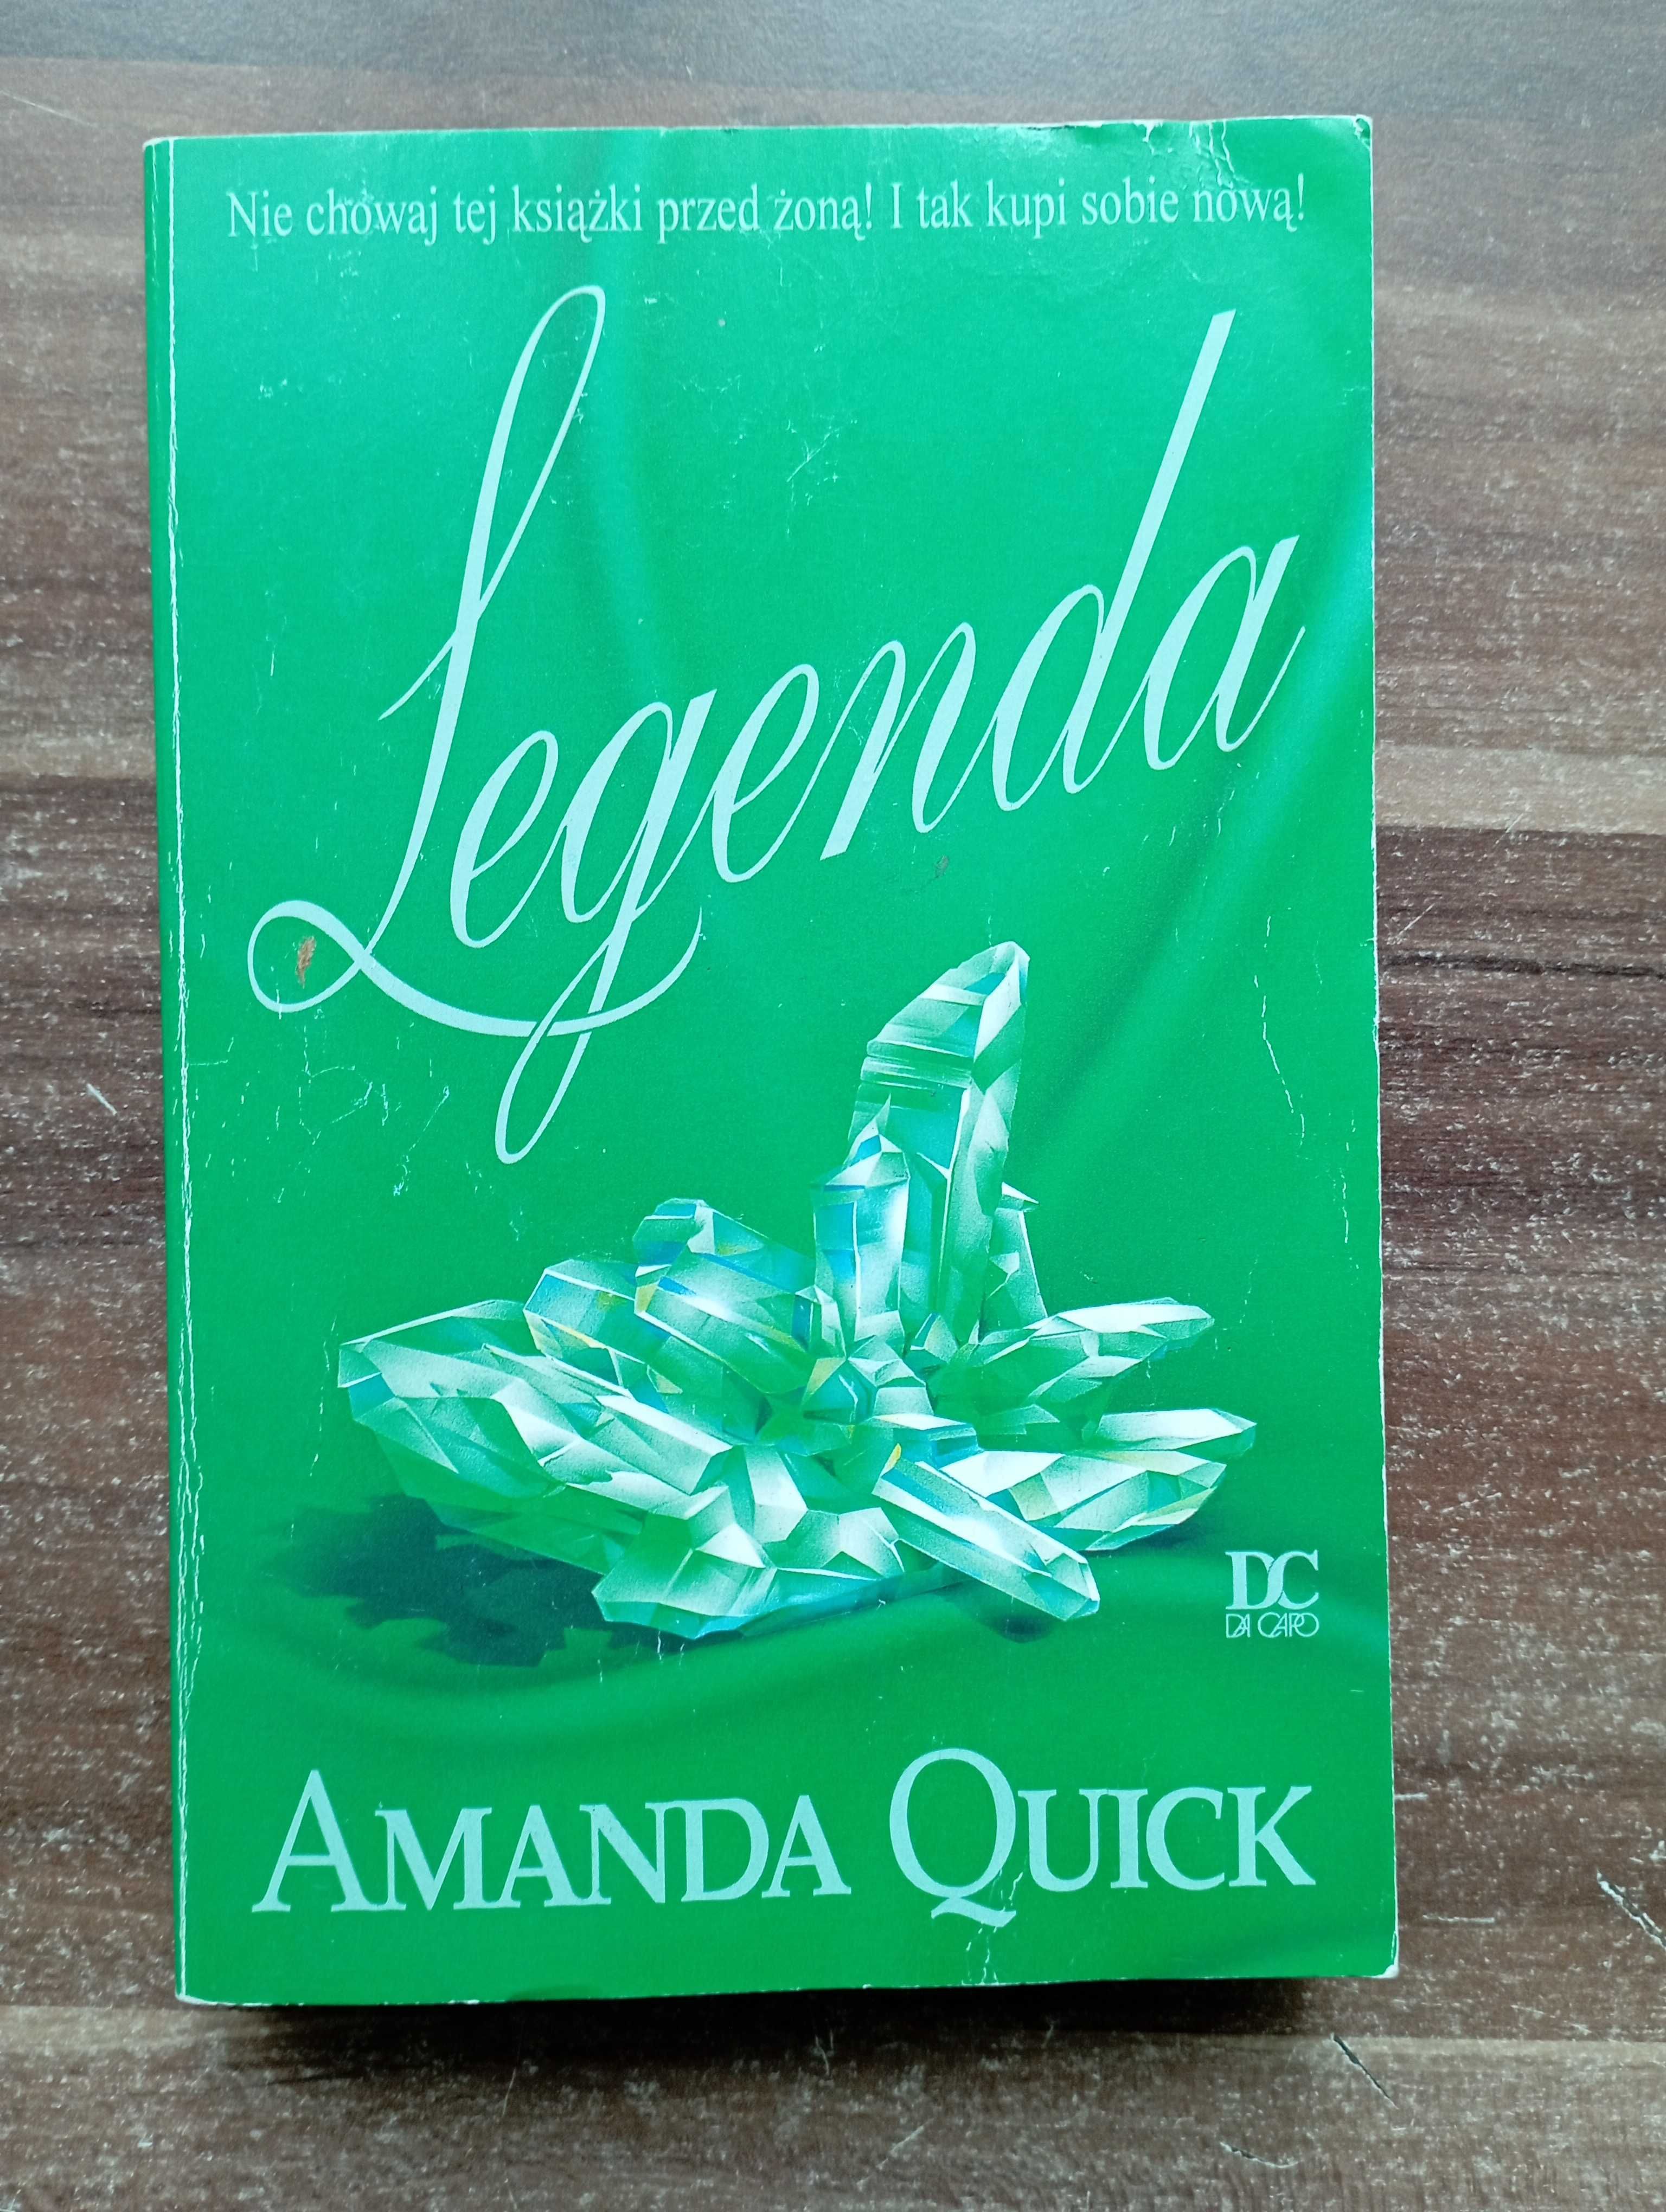 Nie chowaj tej książki przed żoną! I tak kupi sobie nową!
Legenda
DC
DA CAPO
AMANDA QUICK